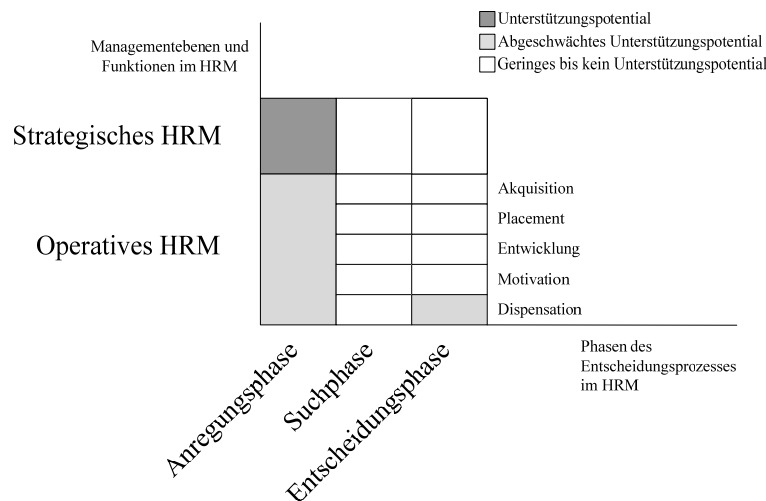 Managementebenen und
Funktionen im HRM
Unterstützungspotential
Abgeschwächtes Unterstützungspotential
Geringes bis kein Unterstützungspotential
Strategisches HRM
Operatives HRM
Akquisition
Placement
Entwicklung
Motivation
Dispensation
Anregungsphase
Suchphase
Entscheidungsphase
Phasen des
Entscheidungsprozesses
im HRM